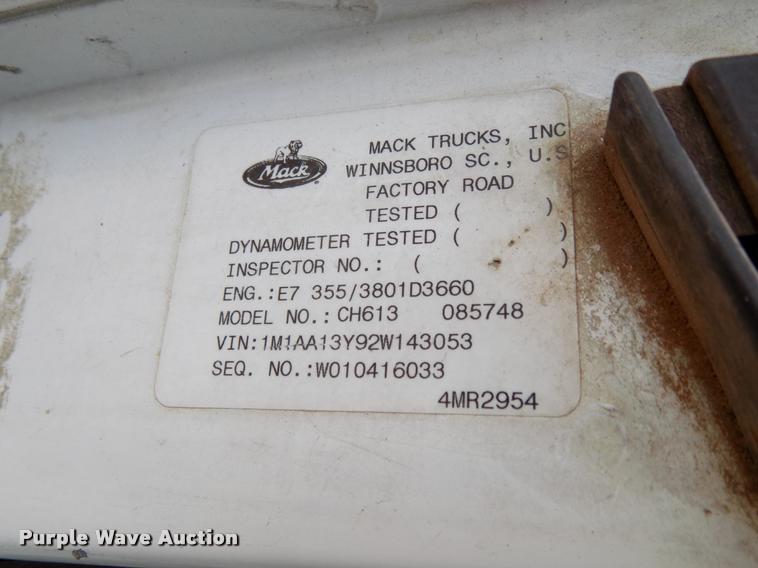 MACK TRUCKS, INC
Mack
WINNSBORO SC., U.S
FACTORY ROAD
TESTED ( )
DYNAMOMETER TESTED ( )
INSPECTOR NO.: ( )
ENG.:E7 355/3801D3660
MODEL NO.:CH613 085748
VIN:1M1AA13Y92W143053
SEQ. NO.:W010416033
4MR2954
Purple Wave Auction